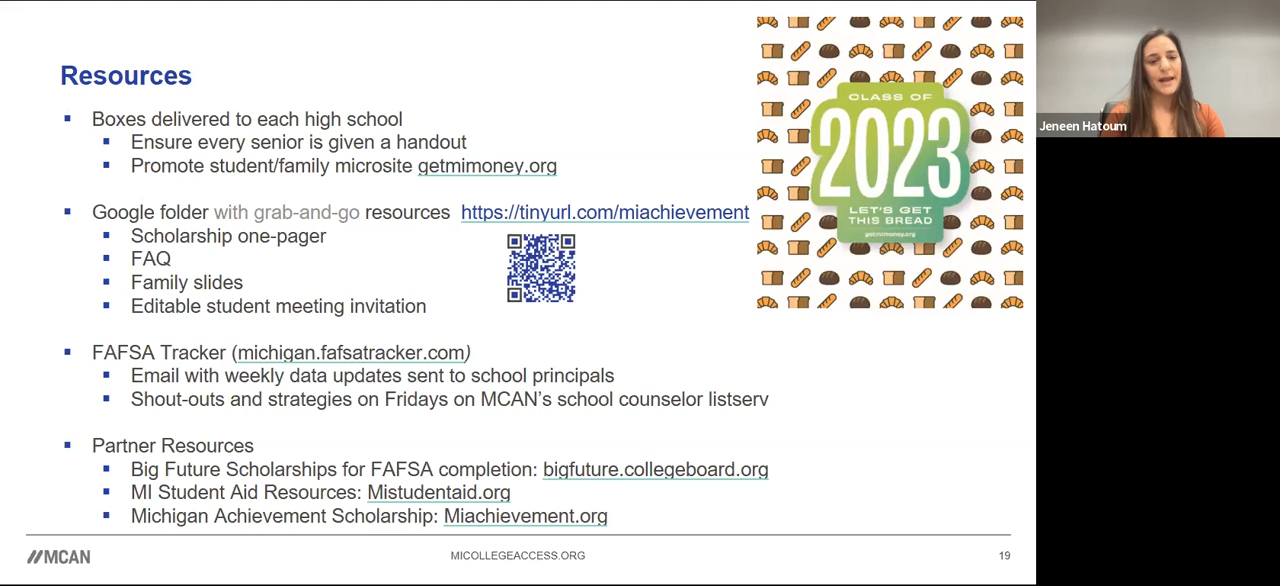 Resources
Boxes delivered to each high school
Ensure every senior is given a handout
Promote student/family microsite getmimoney.org
Google folder with grab-and-go resources https://tinyurl.com/miachievement
Scholarship one-pager
FAQ
Family slides
Editable student meeting invitation
FAFSA Tracker (michigan.fafsatracker.com)
Email with weekly data updates sent to school principals
Shout-outs and strategies on Fridays on MCAN's school counselor listserv
Partner Resources
Big Future Scholarships for FAFSA completion: bigfuture.collegeboard.org
MI Student Aid Resources: Mistudentaid.org
Michigan Achievement Scholarship: Miachievement.org
CLASS OF
2023
LET'S GET
THIS BREAD
getmimoney.org
Jeneen Hatoum
MCAN
MICOLLEGEACCESS.ORG
19